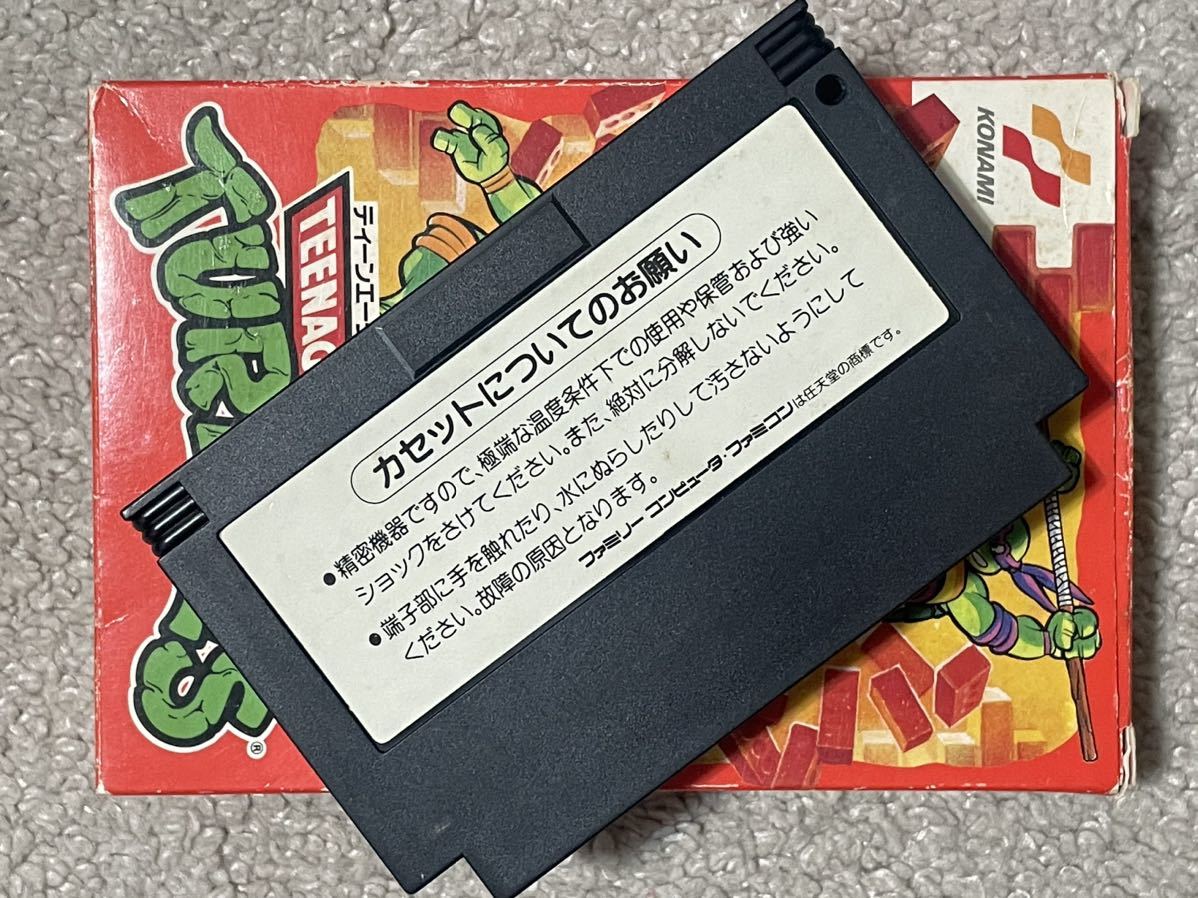 カセットについてのお願い
●精密機器ですので、極端な温度条件下での使用や保管および強い
ショックをさけてください。また、絶対に分解しないでください。
●端子部に手を触れたり、水にぬらしたりして汚さないようにして
ください。故障の原因となります。
ファミリーコンピュータ・ファミコンは任天堂の商標です。
KONAMI
ティーンエー
TEENAG
TUR
S®